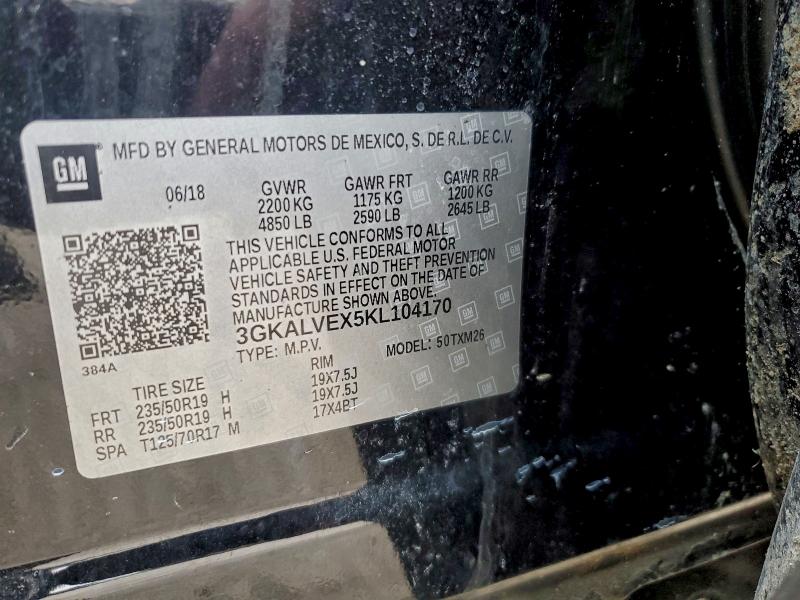 GM
MFD BY GENERAL MOTORS DE MEXICO, S. DE R.L. DE C.V.
06/18 GVWR GAWR FRT GAWR RR
2200 KG 1175 KG 1200 KG
4850 LB 2590 LB 2645 LB
THIS VEHICLE CONFORMS TO ALL
APPLICABLE U.S. FEDERAL MOTOR
VEHICLE SAFETY AND THEFT PREVENTION
STANDARDS IN EFFECT ON THE DATE OF
MANUFACTURE SHOWN ABOVE.
3GKALVEX5KL104170
TYPE: M.P.V. MODEL: 50TXM26
384A
TIRE SIZE RIM
FRT 235/50R19 H 19X7.5J
RR 235/50R19 H 19X7.5J
SPA T125/70R17 M 17X4BT